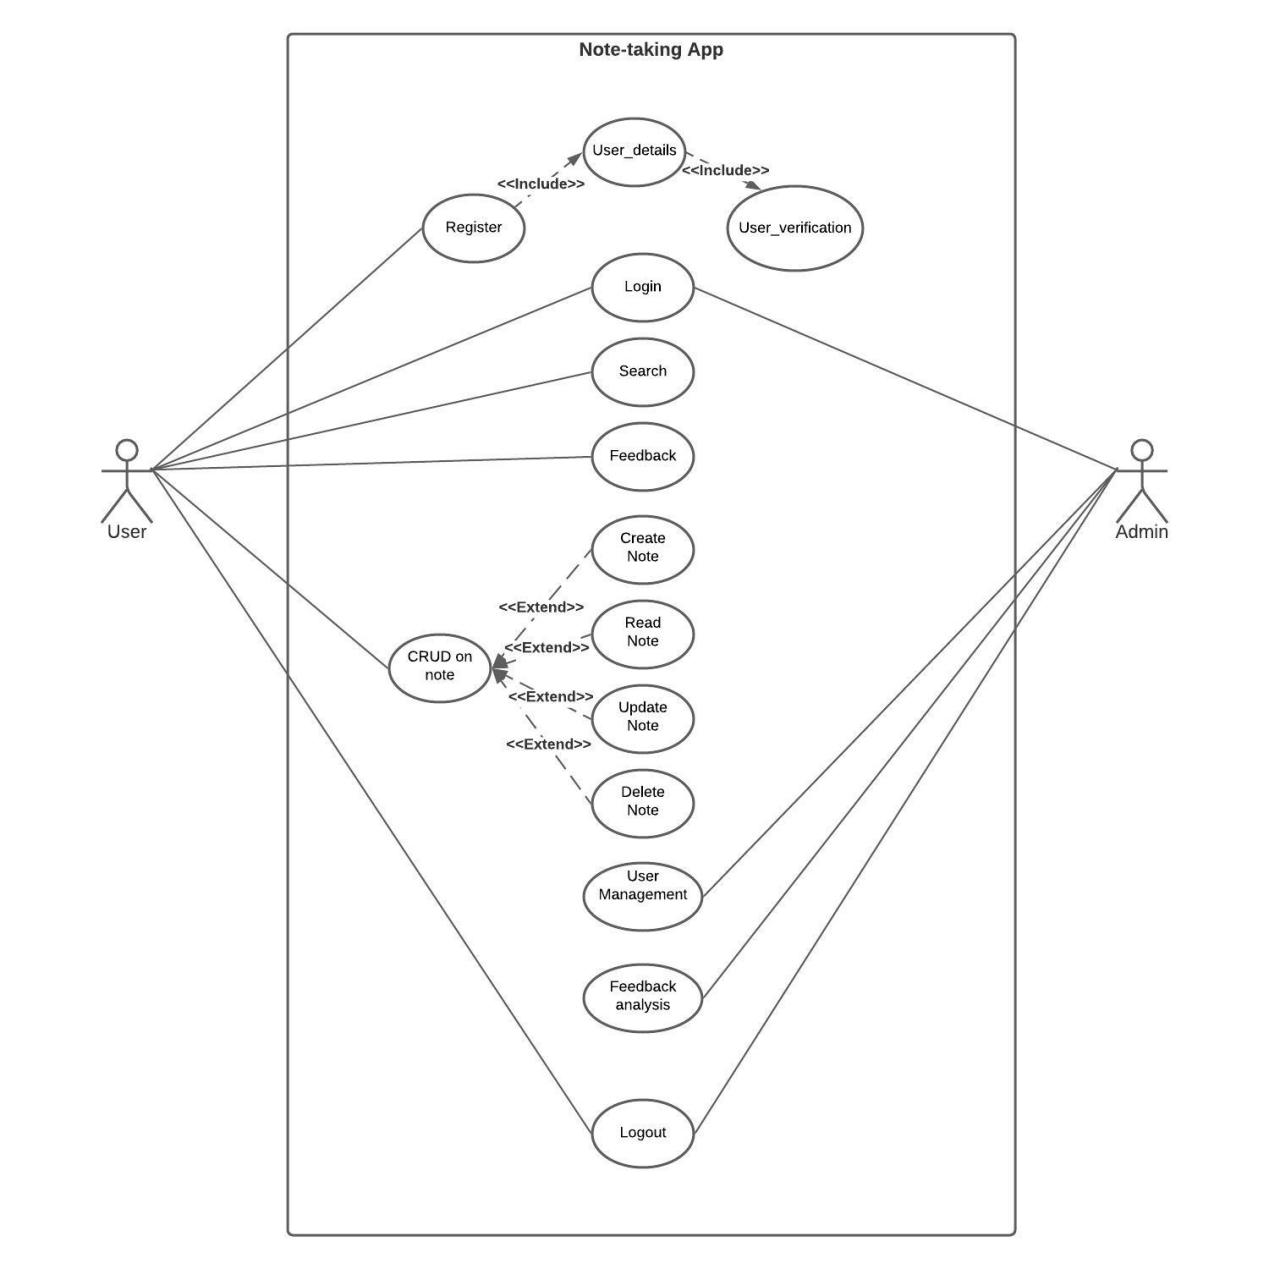 Note-taking App
User_details
<<Include>>
<<Include>>
Register
User_verification
Login
Search
Feedback
User
Admin
Create
Note
<<Extend>>
Read
Note
<<Extend>>
CRUD on
note
<<Extend>>
Update
Note
<<Extend>>
Delete
Note
User
Management
Feedback
analysis
Logout